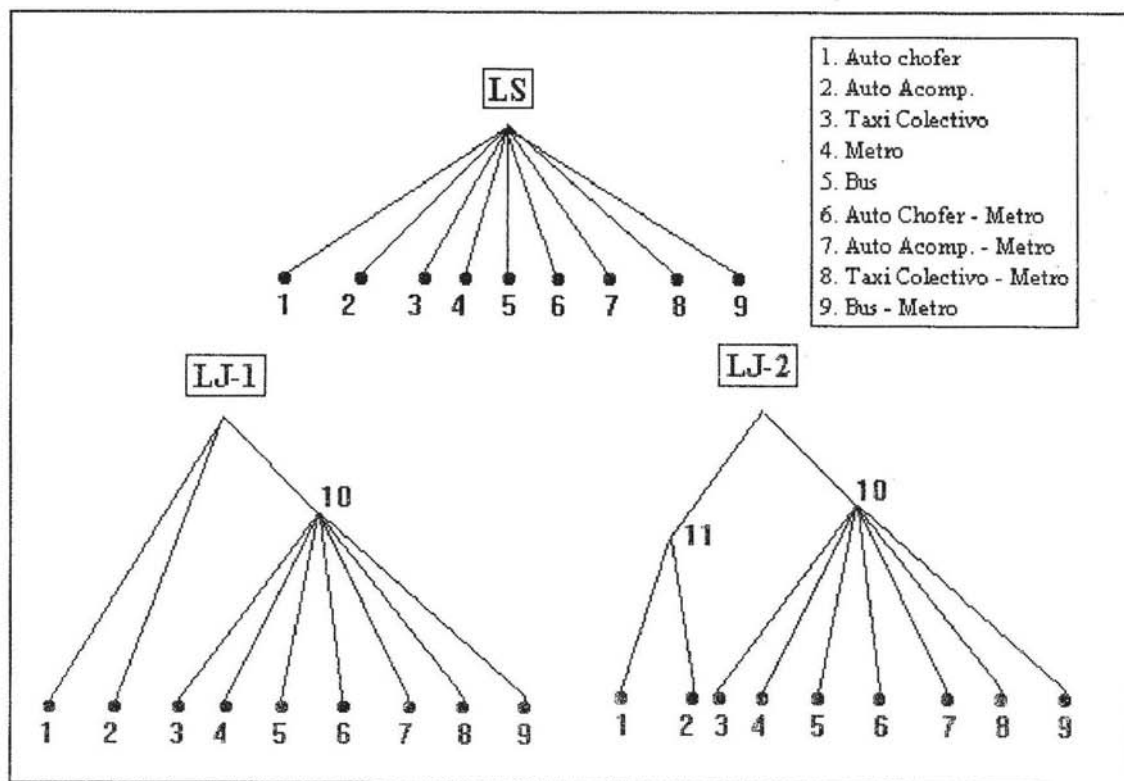 LS
1. Auto chofer
2. Auto Acomp.
3. Taxi Colectivo
4. Metro
5. Bus
6. Auto Chofer - Metro
7. Auto Acomp. - Metro
8. Taxi Colectivo - Metro
9. Bus - Metro
1 2 3 4 5 6 7 8 9
LJ-1
10
1 2 3 4 5 6 7 8 9
LJ-2
10
11
1 2 3 4 5 6 7 8 9